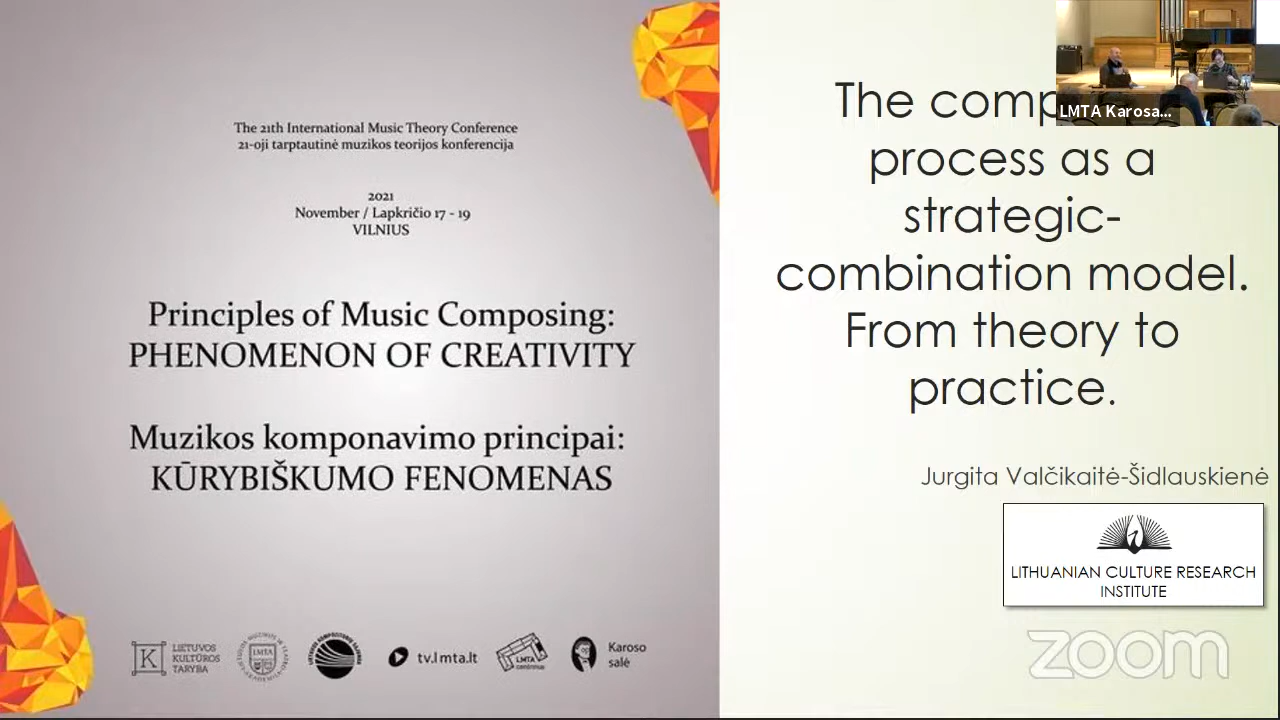 The 21th International Music Theory Conference
21-oji tarptautinė muzikos teorijos konferencija
2021
November / Lapkričio 17 - 19
VILNIUS
Principles of Music Composing:
PHENOMENON OF CREATIVITY
Muzikos komponavimo principai:
KŪRYBIŠKUMO FENOMENAS
K
LIETUVOS
KULTŪROS
TARYBA
LMTA
tv.lmta.lt
LMTA
Karoso
salė
LMTA Karosa...
The comp
process as a
strategic-
combination model.
From theory to
practice.
Jurgita Valčikaitė-Šidlauskienė
LITHUANIAN CULTURE RESEARCH
INSTITUTE
zoom